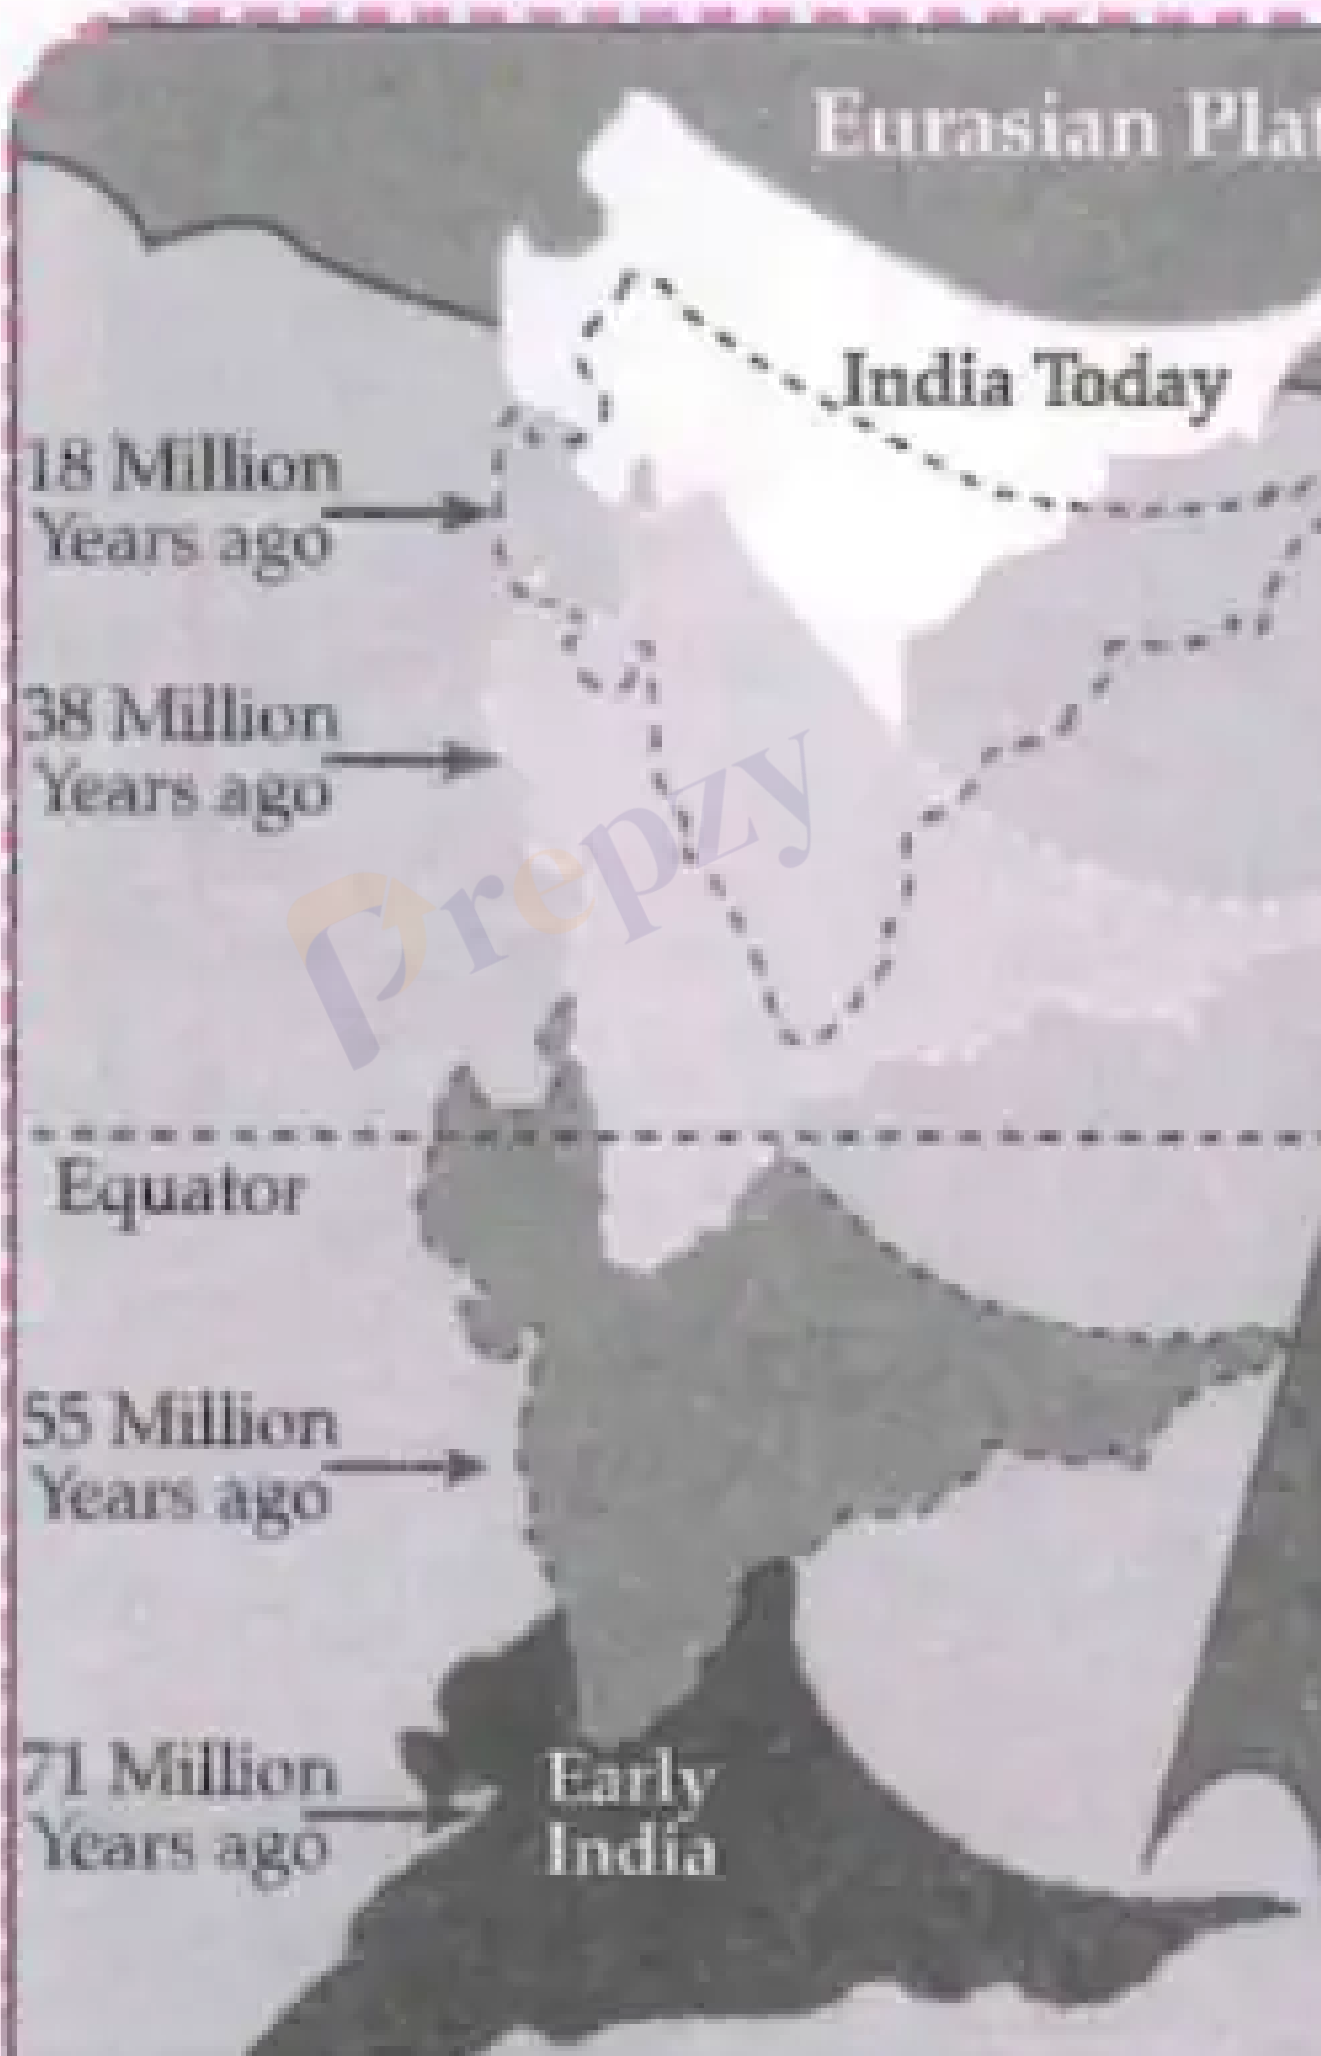 Eurasian Plat
India Today
18 Million
Years ago
38 Million
Years ago
Prepzy
Equator
55 Million
Years ago
71 Million
Years ago
Early
India